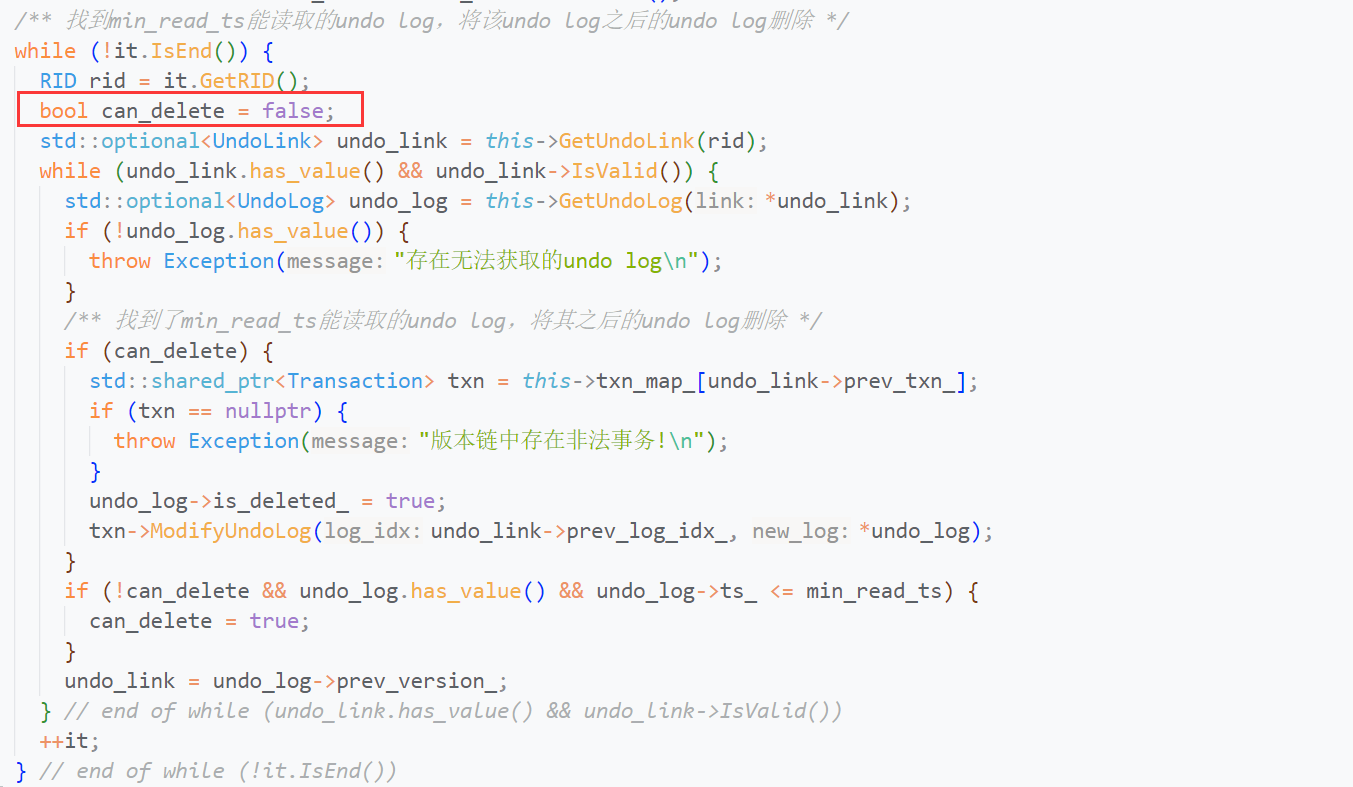 /** 找到min_read_ts能读取的undo log，将该undo log之后的undo log删除 */
while (!it.IsEnd()) {
RID rid = it.GetRID();
bool can_delete = false;
std::optional<UndoLink> undo_link = this->GetUndoLink(rid);
while (undo_link.has_value() && undo_link->IsValid()) {
std::optional<UndoLog> undo_log = this->GetUndoLog(link: *undo_link);
if (!undo_log.has_value()) {
throw Exception(message: "存在无法获取的undo log\n");
}
/** 找到了min_read_ts能读取的undo log，将其之后的undo log删除 */
if (can_delete) {
std::shared_ptr<Transaction> txn = this->txn_map_[undo_link->prev_txn_];
if (txn == nullptr) {
throw Exception(message: "版本链中存在非法事务!\n");
}
undo_log->is_deleted_ = true;
txn->ModifyUndoLog(log_idx: undo_link->prev_log_idx_, new_log: *undo_log);
}
if (!can_delete && undo_log.has_value() && undo_log->ts_ <= min_read_ts) {
can_delete = true;
}
undo_link = undo_log->prev_version_;
} // end of while (undo_link.has_value() && undo_link->IsValid())
++it;
} // end of while (!it.IsEnd())